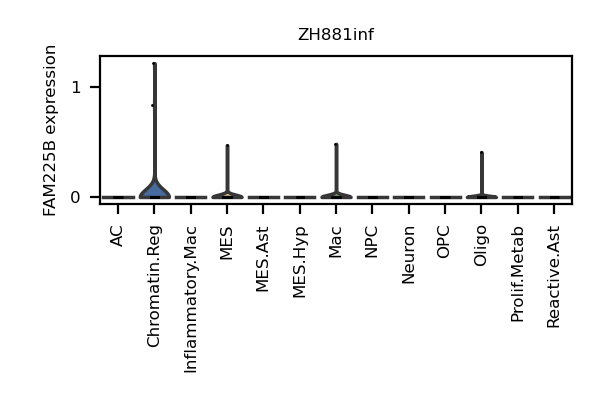 ZH881inf
FAM225B expression
1
0
AC
Chromatin.Reg
Inflammatory.Mac
MES
MES.Ast
MES.Hyp
Mac
NPC
Neuron
OPC
Oligo
Prolif.Metab
Reactive.Ast